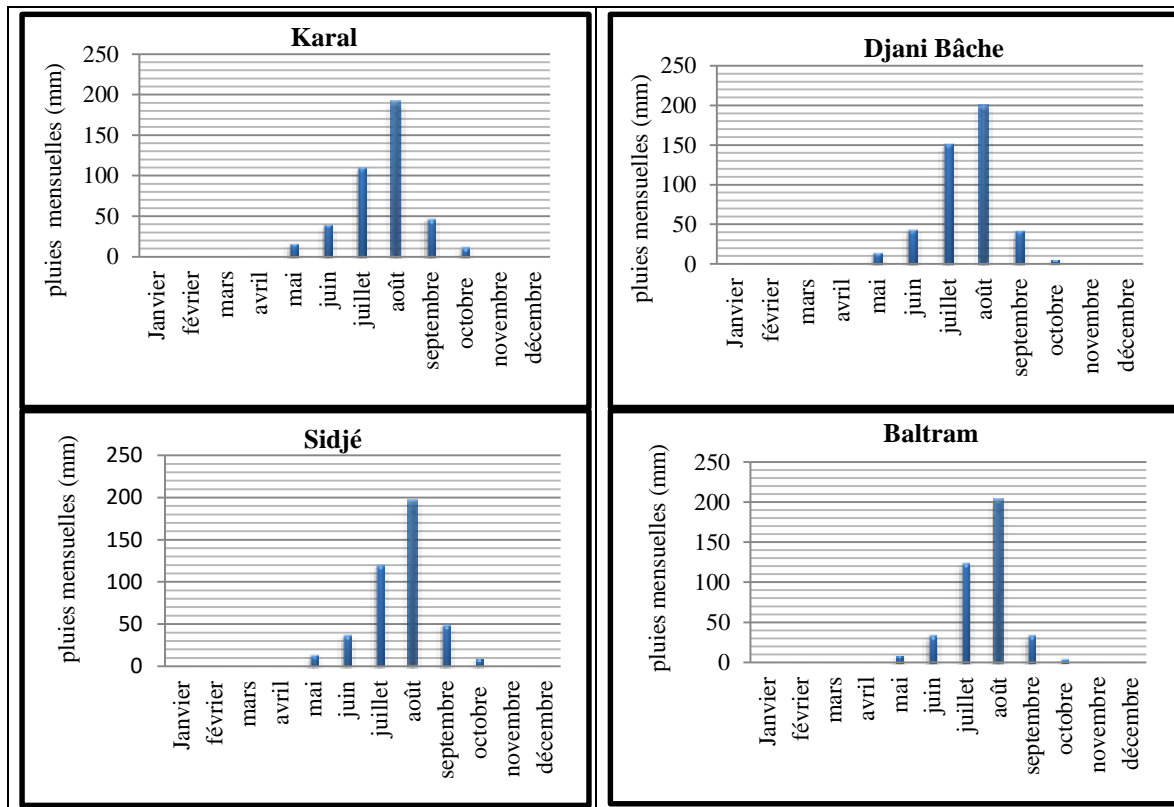 Karal
pluies mensuelles (mm)
250
200
150
100
50
0
Janvier
février
mars
avril
mai
juin
juillet
août
septembre
octobre
novembre
décembre
Djani Bâche
pluies mensuelles (mm)
250
200
150
100
50
0
Janvier
février
mars
avril
mai
juin
juillet
août
septembre
octobre
novembre
décembre
Sidjé
pluies mensuelles (mm)
250
200
150
100
50
0
Janvier
février
mars
avril
mai
juin
juillet
août
septembre
octobre
novembre
décembre
Baltram
pluies mensuelles (mm)
250
200
150
100
50
0
Janvier
février
mars
avril
mai
juin
juillet
août
septembre
octobre
novembre
décembre